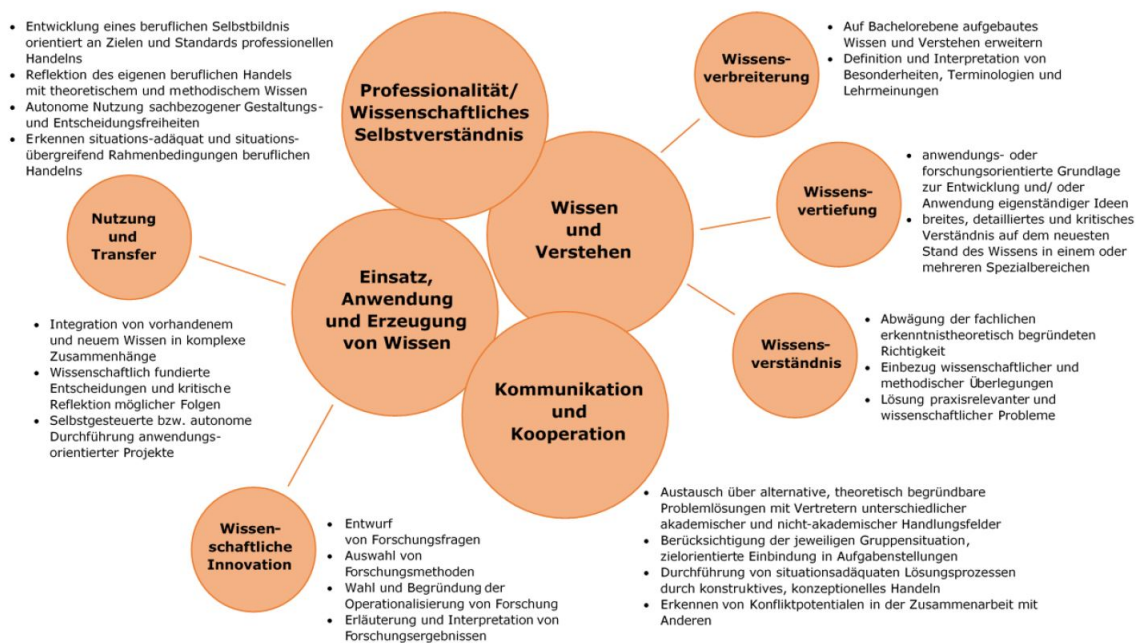 • Entwicklung eines beruflichen Selbstbildnis
orientiert an Zielen und Standards professionellen
Handelns
• Reflektion des eigenen beruflichen Handels
mit theoretischem und methodischem Wissen
• Autonome Nutzung sachbezogener Gestaltungs-
und Entscheidungsfreiheiten
• Erkennen situations-adäquat und situations-
übergreifend Rahmenbedingungen beruflichen
Handelns
Professionalität/
Wissenschaftliches
Selbstverständnis
Wissens-
verbreiterung
• Auf Bachelorebene aufgebautes
Wissen und Verstehen erweitern
• Definition und Interpretation von
Besonderheiten, Terminologien und
Lehrmeinungen
Wissen
und
Verstehen
Wissens-
vertiefung
• anwendungs- oder
forschungsorientierte Grundlage
zur Entwicklung und/ oder
Anwendung eigenständiger Ideen
• breites, detailliertes und kritisches
Verständnis auf dem neuesten
Stand des Wissens in einem oder
mehreren Spezialbereichen
Nutzung
und
Transfer
Einsatz,
Anwendung
und Erzeugung
von Wissen
• Integration von vorhandenem
und neuem Wissen in komplexe
Zusammenhänge
• Wissenschaftlich fundierte
Entscheidungen und kritische
Reflektion möglicher Folgen
• Selbstgesteuerte bzw. autonome
Durchführung anwendungs-
orientierter Projekte
Wissens-
verständnis
• Abwägung der fachlichen
erkenntnistheoretisch begründeten
Richtigkeit
• Einbezug wissenschaftlicher und
methodischer Überlegungen
• Lösung praxisrelevanter und
wissenschaftlicher Probleme
Kommunikation
und
Kooperation
• Austausch über alternative, theoretisch begründbare
Problemlösungen mit Vertretern unterschiedlicher
akademischer und nicht-akademischer Handlungsfelder
• Berücksichtigung der jeweiligen Gruppensituation,
zielorientierte Einbindung in Aufgabenstellungen
• Durchführung von situationsadäquaten Lösungsprozessen
durch konstruktives, konzeptionelles Handeln
• Erkennen von Konfliktpotentialen in der Zusammenarbeit mit
Anderen
Wissen-
schaftliche
Innovation
• Entwurf
von Forschungsfragen
• Auswahl von
Forschungsmethoden
• Wahl und Begründung der
Operationalisierung von Forschung
• Erläuterung und Interpretation von
Forschungsergebnissen